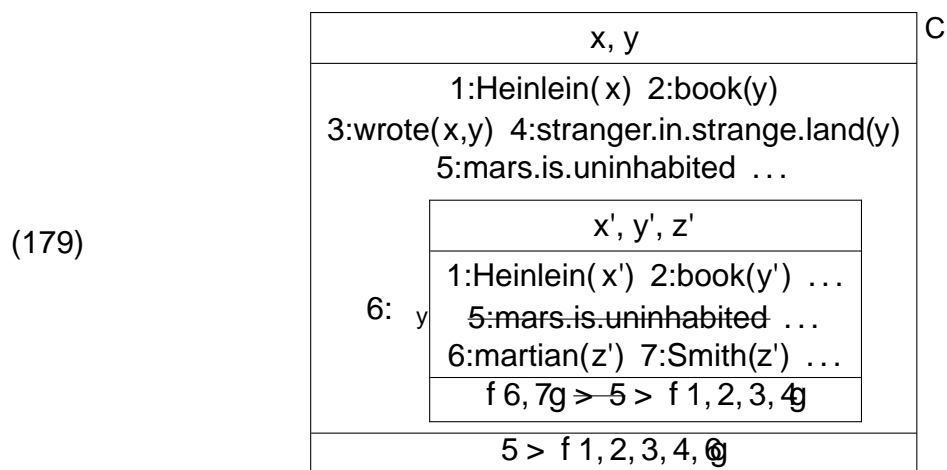 x, y C
1:Heinlein(x) 2:book(y)
3:wrote(x,y) 4:stranger.in.strange.land(y)
5:mars.is.uninhabited ...
(179)
x', y', z'
1:Heinlein(x') 2:book(y') ...
6: y 5:mars.is.uninhabited ...
6:martian(z') 7:Smith(z') ...
f 6, 7g > 5 > f 1, 2, 3, 4g
5 > f 1, 2, 3, 4, 6g